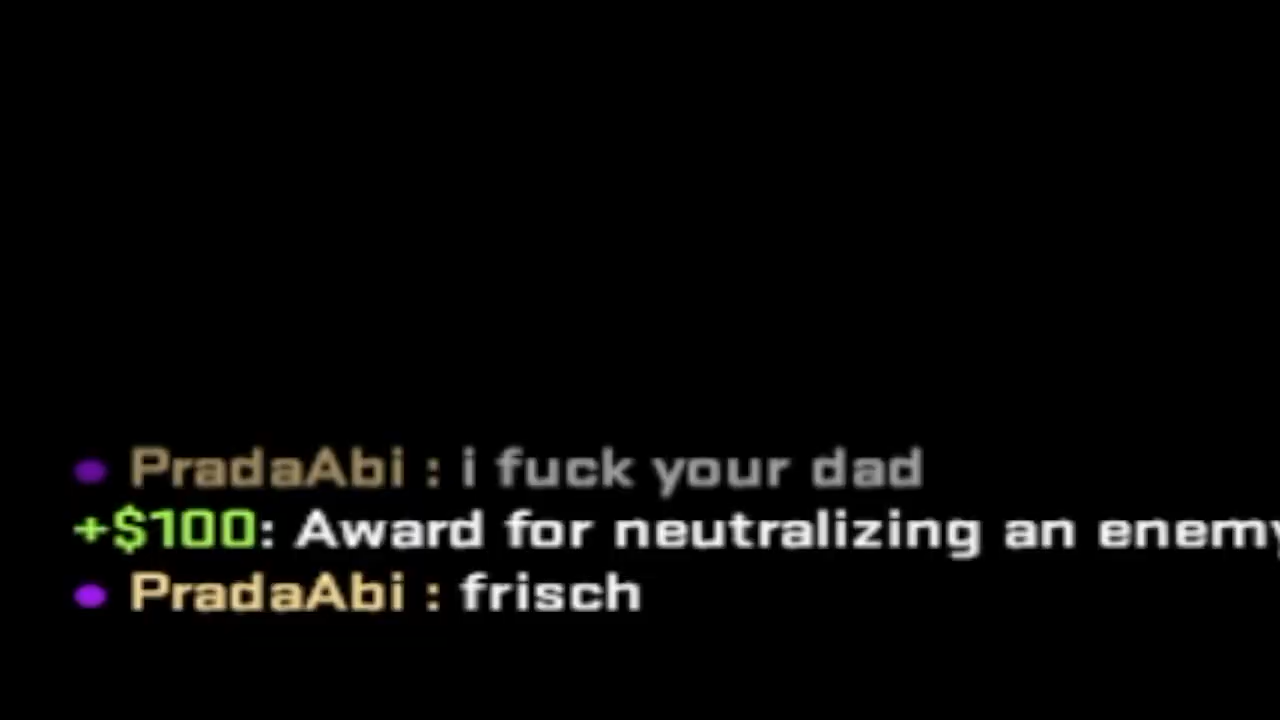 PradaAbi : i fuck your dad
+$100: Award for neutralizing an enemy
PradaAbi : frisch